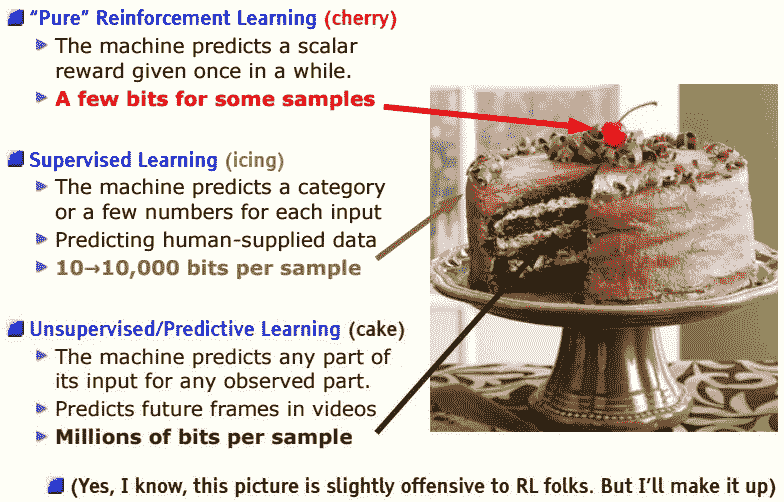 “Pure” Reinforcement Learning (cherry)
The machine predicts a scalar
reward given once in a while.
A few bits for some samples
Supervised Learning (icing)
The machine predicts a category
or a few numbers for each input
Predicting human-supplied data
10→10,000 bits per sample
Unsupervised/Predictive Learning (cake)
The machine predicts any part of
its input for any observed part.
Predicts future frames in videos
Millions of bits per sample
(Yes, I know, this picture is slightly offensive to RL folks. But I’ll make it up)